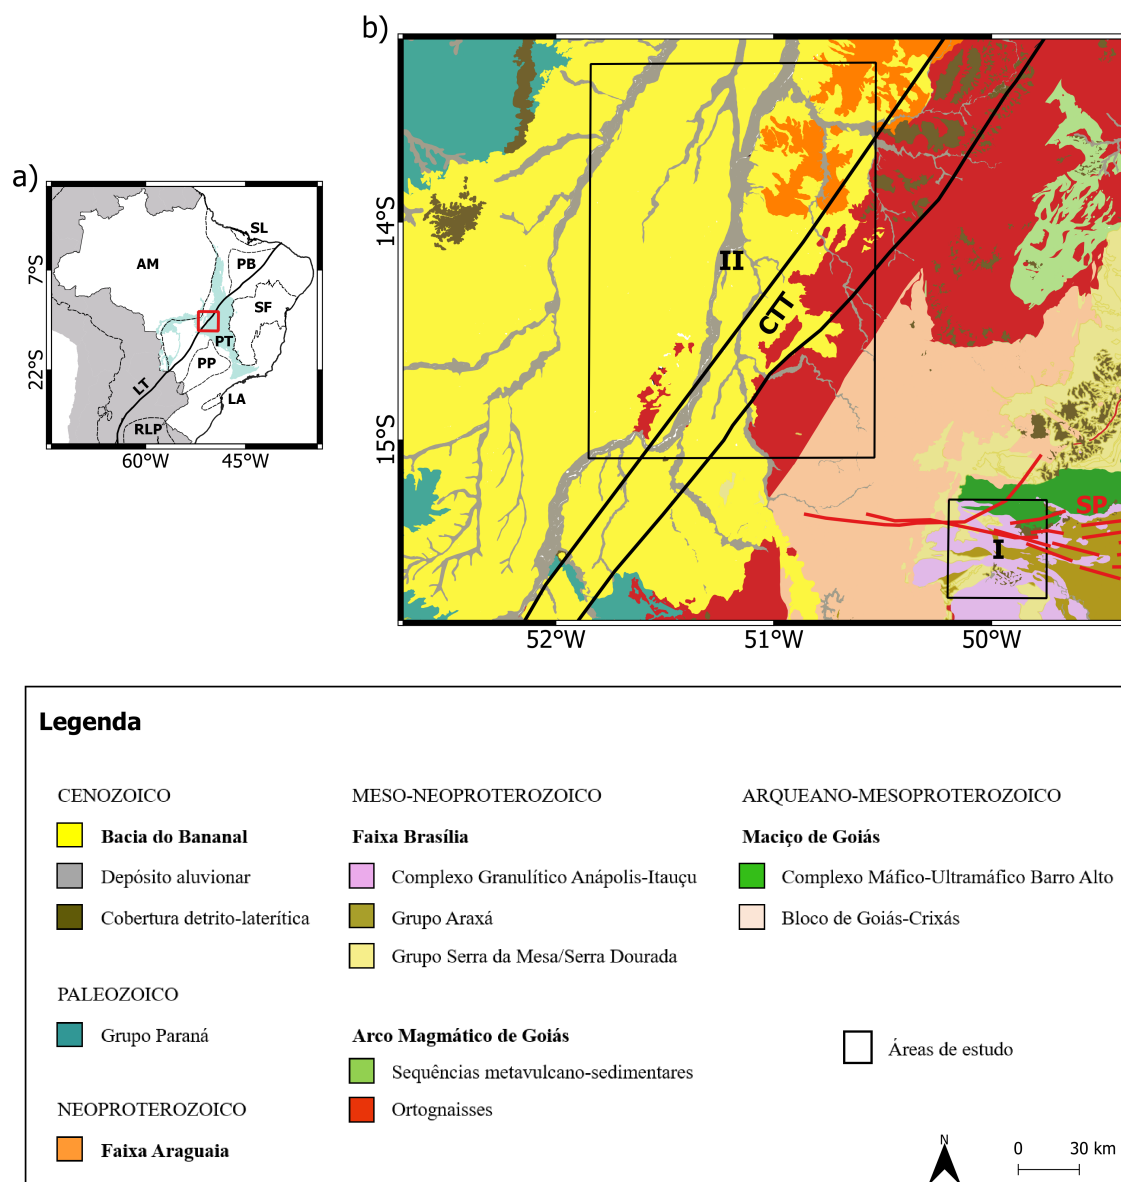 b)
a)
SL
AM
PB
SF
PT
PP
LT
LA
RLP
7°S
22°S
60°W
45°W
14°S
15°S
II
CTT
SP
I
52°W
51°W
50°W
Legenda
CENOZOICO
Bacia do Bananal
Depósito aluvionar
Cobertura detrito-laterítica
PALEOZOICO
Grupo Paraná
NEOPROTEROZOICO
Faixa Araguaia
MESO-NEOPROTEROZOICO
Faixa Brasília
Complexo Granulítico Anápolis-Itauçu
Grupo Araxá
Grupo Serra da Mesa/Serra Dourada
Arco Magmático de Goiás
Sequências metavulcano-sedimentares
Ortognaisses
ARQUEANO-MESOPROTEROZOICO
Maciço de Goiás
Complexo Máfico-Ultramáfico Barro Alto
Bloco de Goiás-Crixás
Áreas de estudo
N
0 30 km